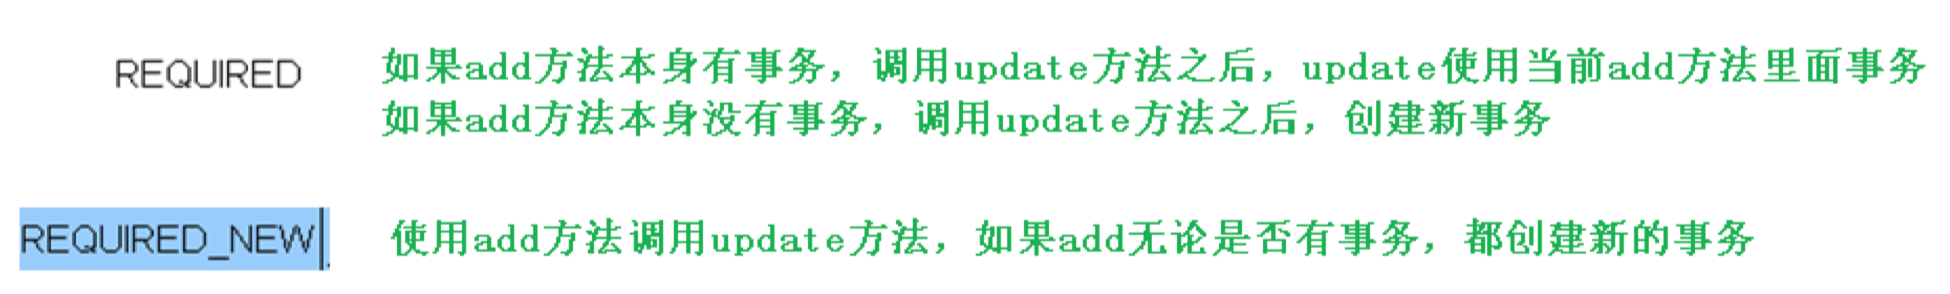 REQUIRED 如果add方法本身有事务，调用update方法之后，update使用当前add方法里面事务
如果add方法本身没有事务，调用update方法之后，创建新事务
REQUIRED_NEW 使用add方法调用update方法，如果add无论是否有事务，都创建新的事务